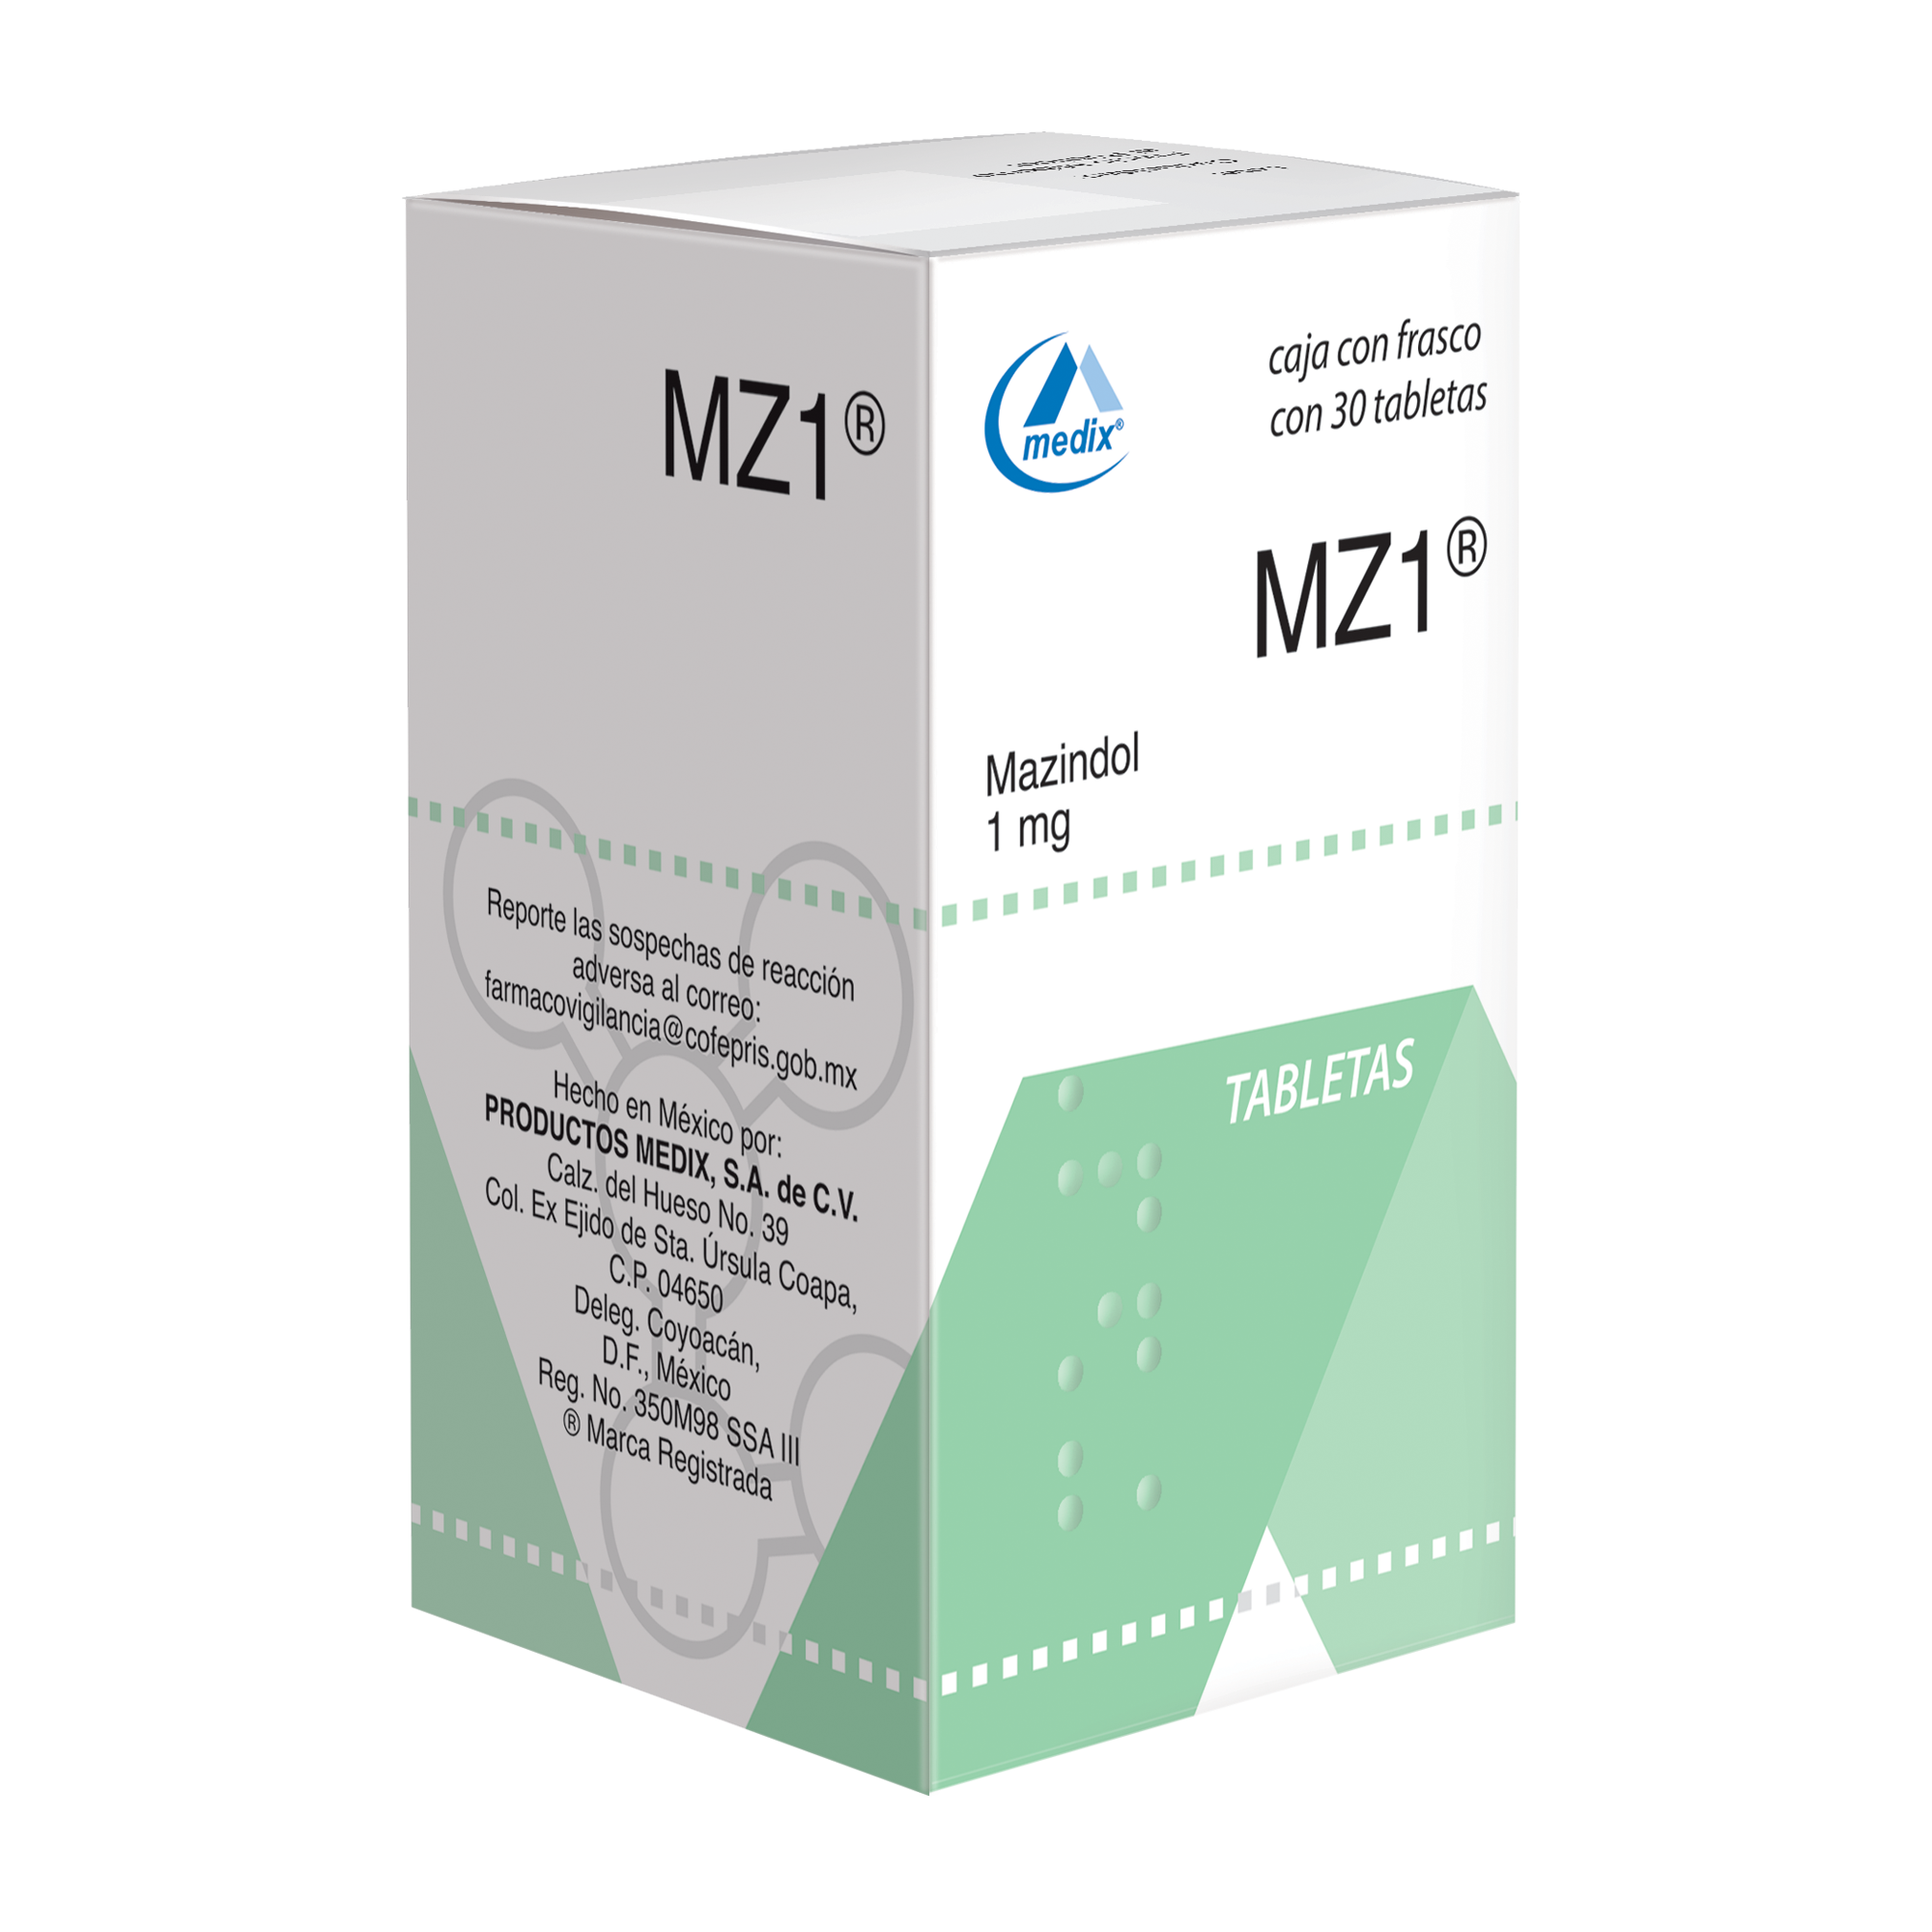 MZ1®
Reporte las sospechas de reacción
adversa al correo:
farmacovigilancia@cofepris.gob.mx
Hecho en México por:
PRODUCTOS MEDIX, S.A. de C.V.
Calz. del Hueso No. 39
Col. Ex Ejido de Sta. Úrsula Coapa,
C.P. 04650
Deleg. Coyoacán,
D.F., México
Reg. No. 350M98 SSA III
® Marca Registrada
medix®
caja con frasco
con 30 tabletas
MZ1®
Mazindol
1 mg
TABLETAS